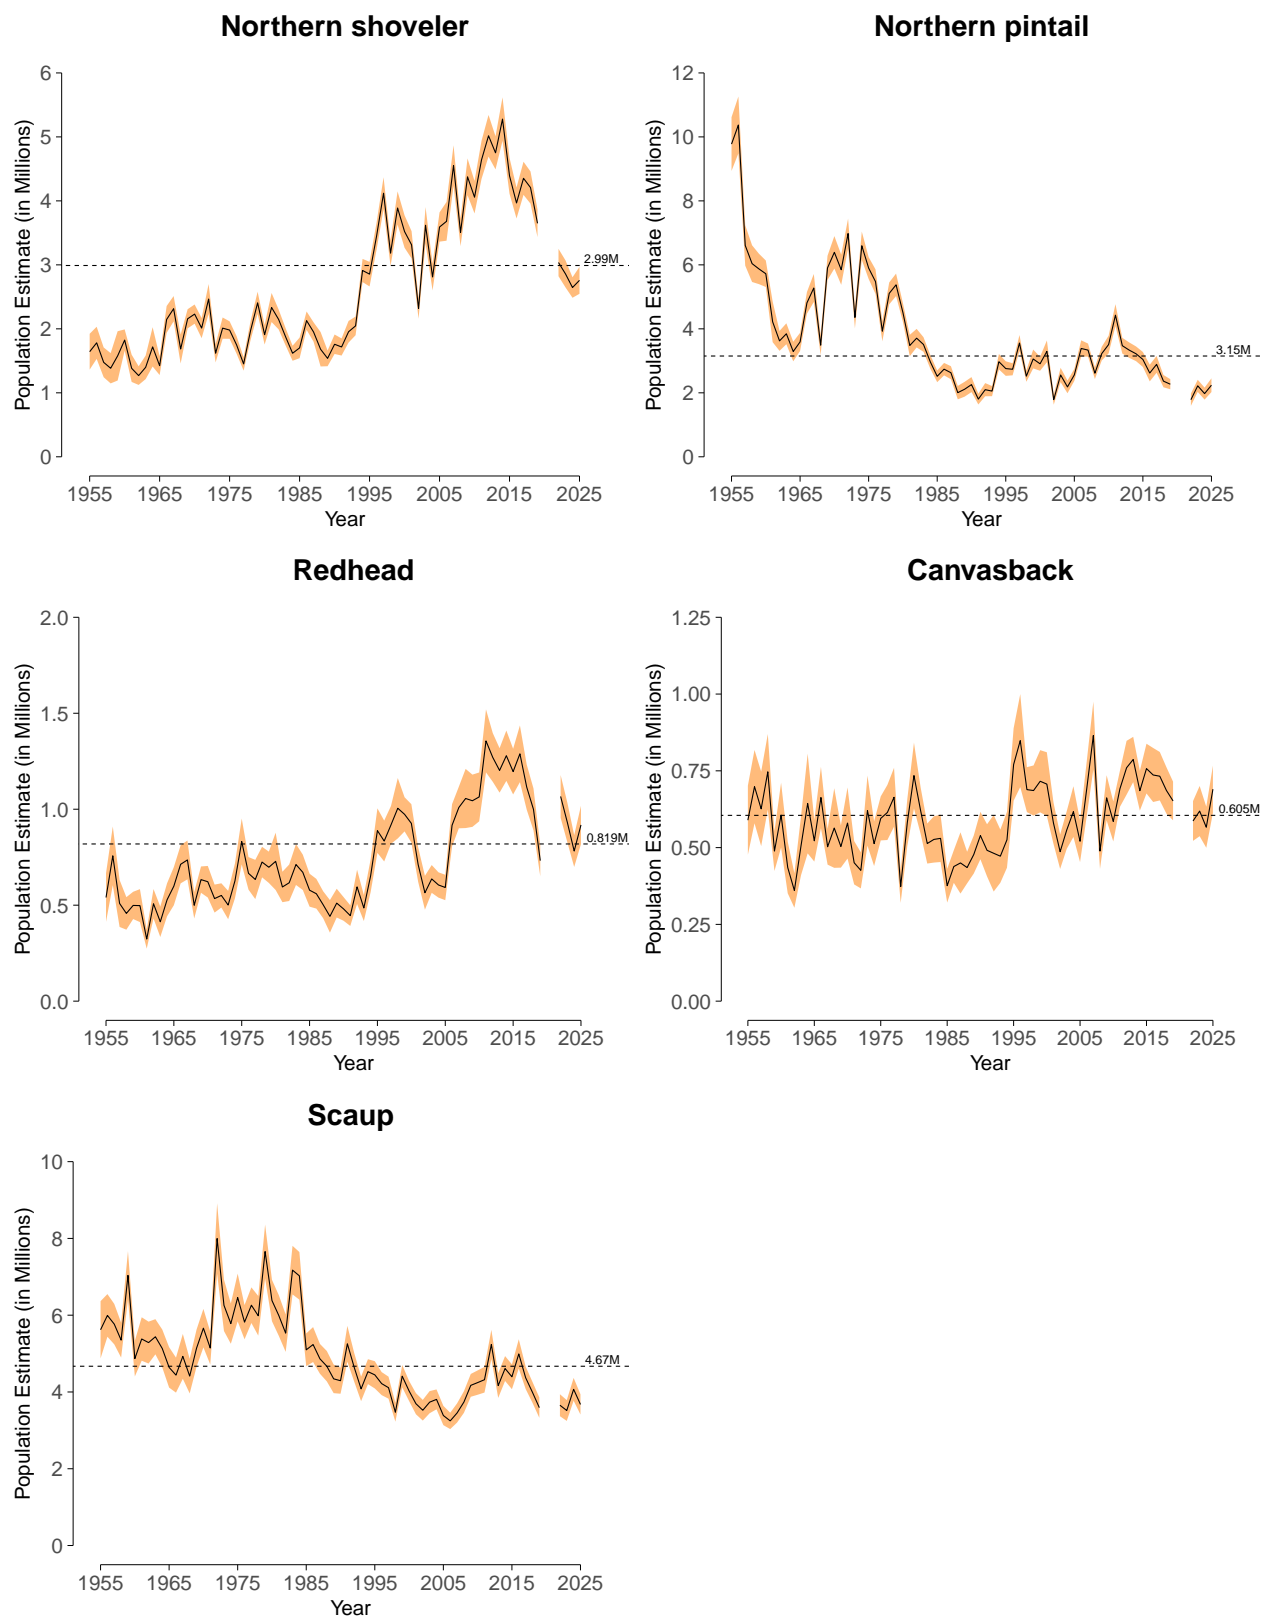 Northern shoveler
Population Estimate (in Millions)
6
5
4
3
2
1
0
2.99M
1955 1965 1975 1985 1995 2005 2015 2025
Year
Northern pintail
Population Estimate (in Millions)
12
10
8
6
4
2
0
3.15M
1955 1965 1975 1985 1995 2005 2015 2025
Year
Redhead
Population Estimate (in Millions)
2.0
1.5
1.0
0.5
0.0
0.819M
1955 1965 1975 1985 1995 2005 2015 2025
Year
Canvasback
Population Estimate (in Millions)
1.25
1.00
0.75
0.50
0.25
0.00
0.605M
1955 1965 1975 1985 1995 2005 2015 2025
Year
Scaup
Population Estimate (in Millions)
10
8
6
4
2
0
4.67M
1955 1965 1975 1985 1995 2005 2015 2025
Year